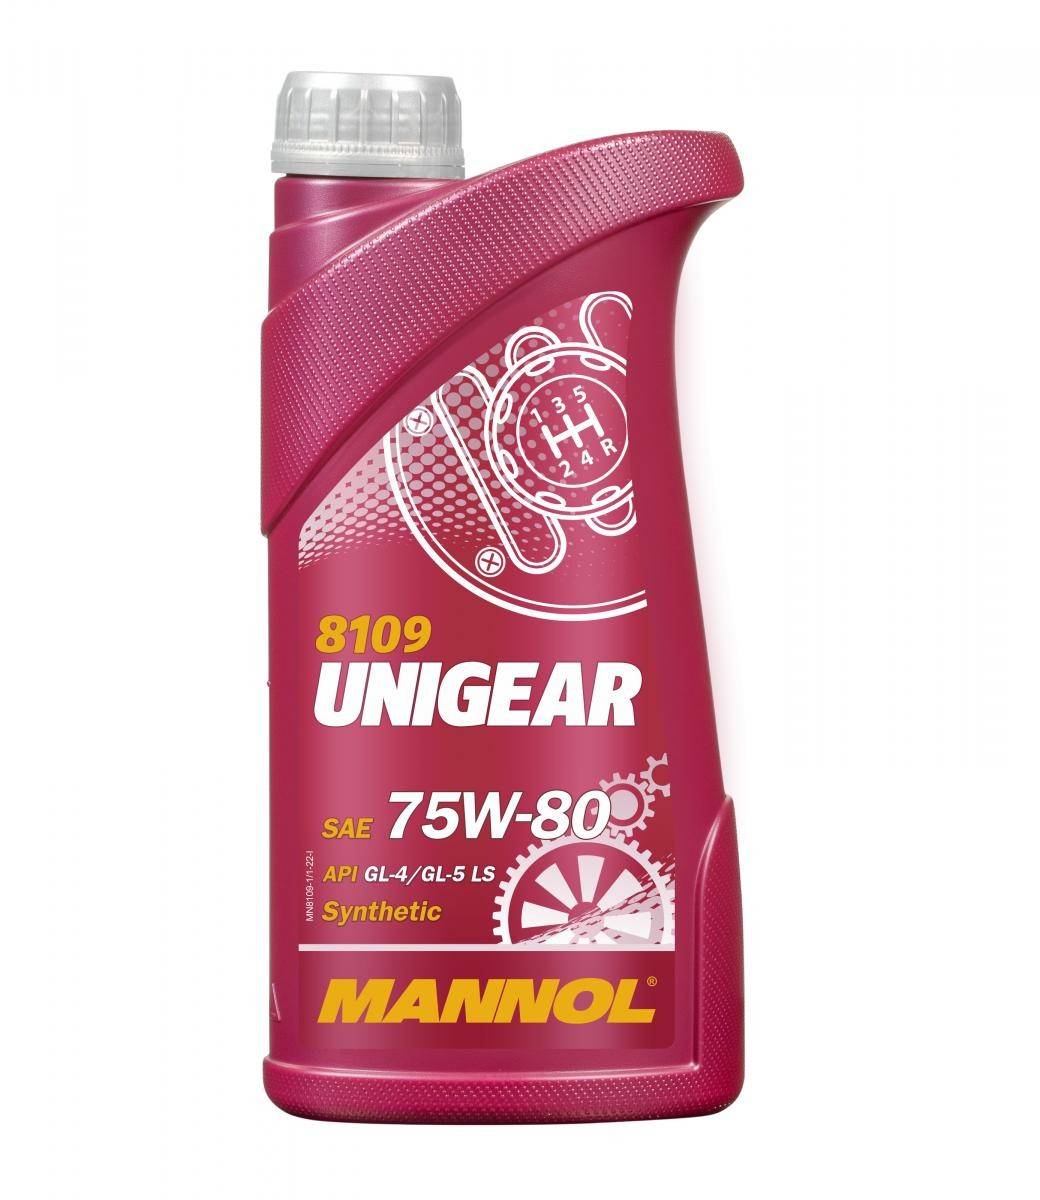 1 3 5
2 4 R
8109
UNIGEAR
SAE 75W-80
API GL-4/GL-5 LS
Synthetic
MN8109-1/1-22-I
MANNOL®